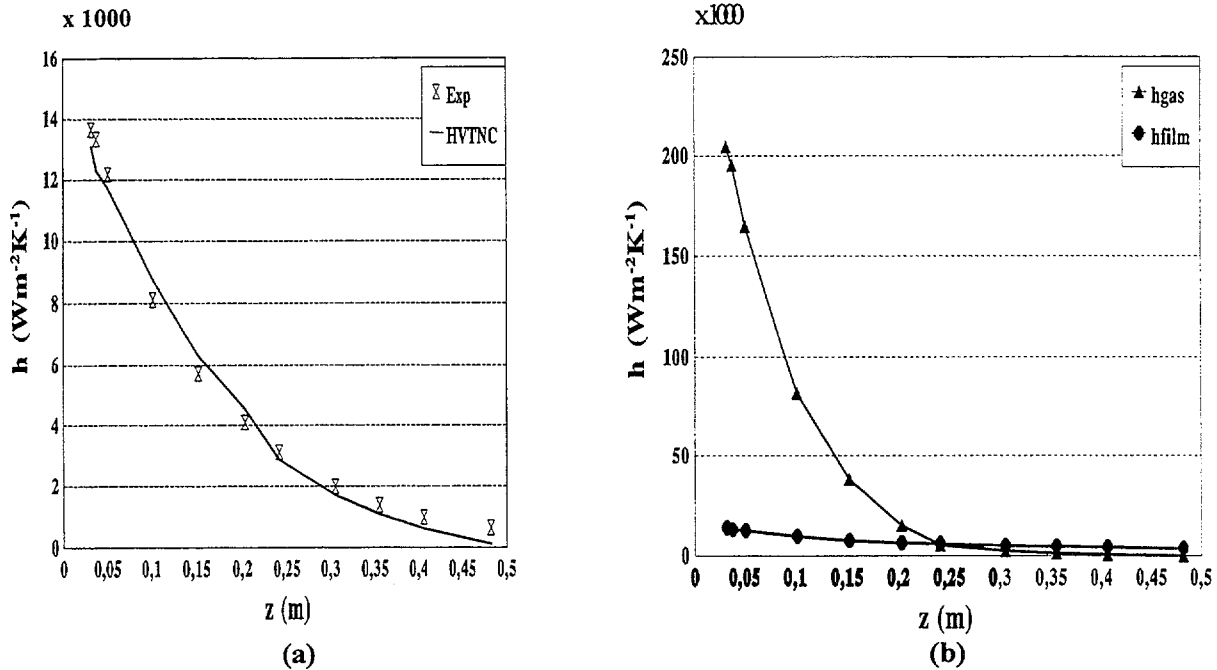 x 1000
16
14
12
10
8
6
4
2
0
h (Wm⁻²K⁻¹)
Exp
HVTNC
0 0,05 0,1 0,15 0,2 0,25 0,3 0,35 0,4 0,45 0,5
z (m)
(a)
x1000
250
200
150
100
50
0
h (Wm⁻²K⁻¹)
hgas
hfilm
0 0,05 0,1 0,15 0,2 0,25 0,3 0,35 0,4 0,45 0,5
z (m)
(b)